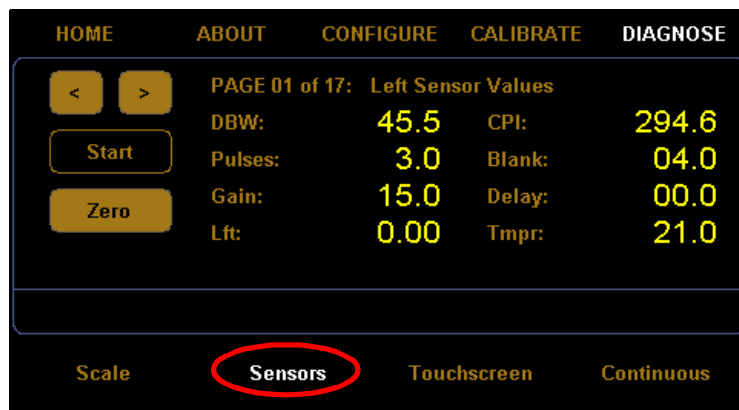 HOME ABOUT CONFIGURE CALIBRATE DIAGNOSE
< > PAGE 01 of 17: Left Sensor Values
DBW: 45.5 CPI: 294.6
Start Pulses: 3.0 Blank: 04.0
Zero Gain: 15.0 Delay: 00.0
Lft: 0.00 Tmpr: 21.0
Scale Sensors Touchscreen Continuous